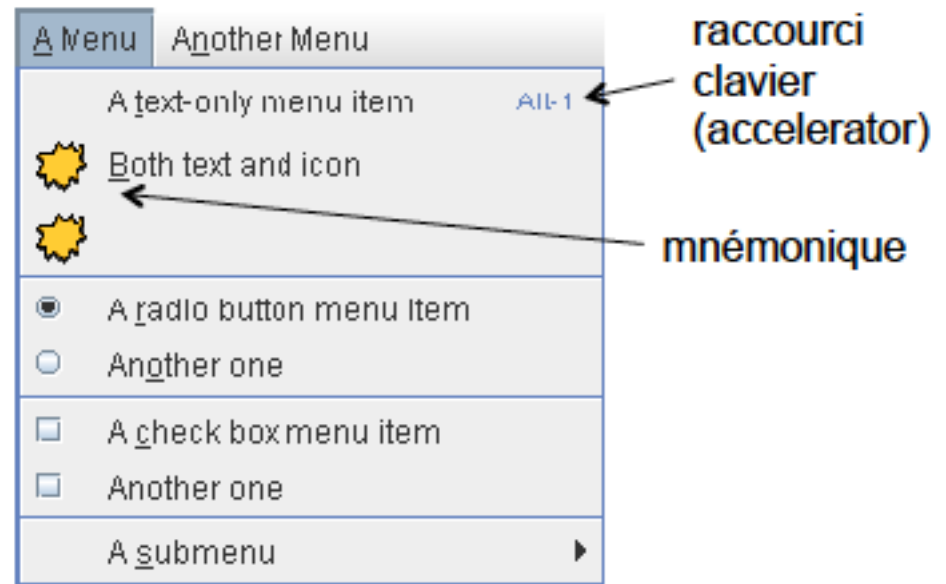 A Menu Another Menu
A text-only menu item Alt-1
Both text and icon
A radio button menu item
Another one
A check box menu item
Another one
A submenu
raccourci
clavier
(accelerator)
mnémonique